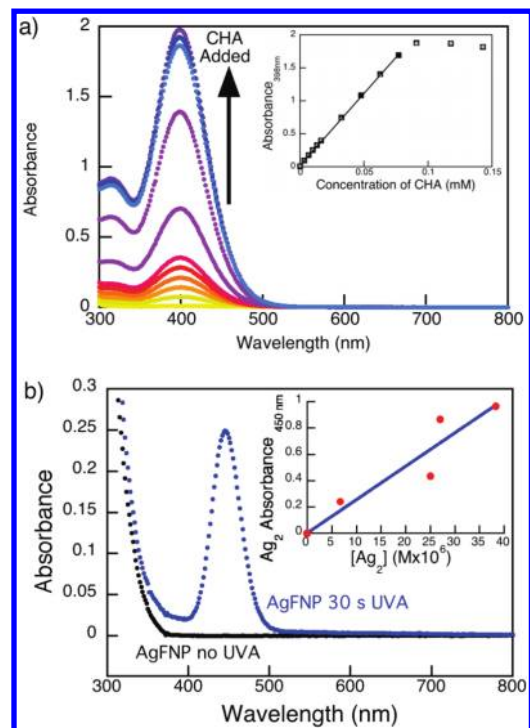 a)
2
1.5
1
0.5
0
Absorbance
CHA
Added
2
1.5
1
0.5
0
Absorbance398nm
0 0.05 0.1 0.15
Concentration of CHA (mM)
300 400 500 600 700 800
Wavelength (nm)
b)
0.3
0.25
0.2
0.15
0.1
0.05
0
Absorbance
1
0.8
0.6
0.4
0.2
0
Ag2 Absorbance 450 nm
0 5 10 15 20 25 30 35 40
[Ag2] (Mx10^6)
AgFNP 30 s UVA
AgFNP no UVA
300 400 500 600 700 800
Wavelength (nm)